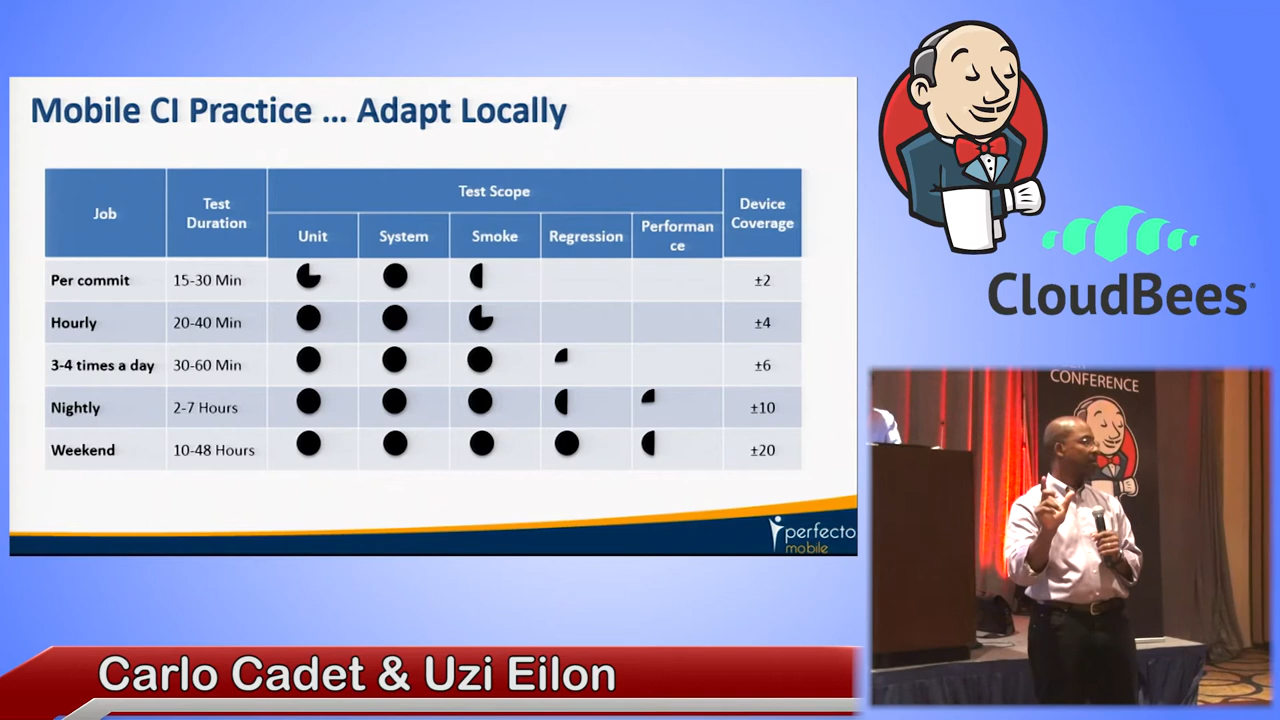 Mobile CI Practice ... Adapt Locally
Job
Test Duration
Test Scope
Device Coverage
Unit
System
Smoke
Regression
Performan
ce
Per commit 15-30 Min ±2
Hourly 20-40 Min ±4
3-4 times a day 30-60 Min ±6
Nightly 2-7 Hours ±10
Weekend 10-48 Hours ±20
perfecto
mobile
CloudBees®
CONFERENCE
Carlo Cadet & Uzi Eilon